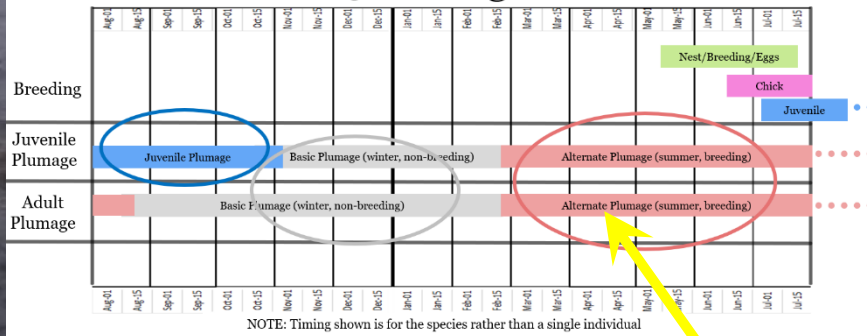 Aug-01 Aug-15 Sep-01 Sep-15 Oct-01 Oct-15 Nov-01 Nov-15 Dec-01 Dec-15 Jan-01 Jan-15 Feb-01 Feb-15 Mar-01 Mar-15 Apr-01 Apr-15 May-01 May-15 Jun-01 Jun-15 Jul-01 Jul-15
Nest/Breeding/Eggs
Breeding
Chick
Juvenile
Juvenile
Plumage
Juvenile Plumage
Basic Plumage (winter, non-breeding)
Alternate Plumage (summer, breeding)
Adult
Plumage
Basic Plumage (winter, non-breeding)
Alternate Plumage (summer, breeding)
Aug-01 Aug-15 Sep-01 Sep-15 Oct-01 Oct-15 Nov-01 Nov-15 Dec-01 Dec-15 Jan-01 Jan-15 Feb-01 Feb-15 Mar-01 Mar-15 Apr-01 Apr-15 May-01 May-15 Jun-01 Jun-15 Jul-01 Jul-15
NOTE: Timing shown is for the species rather than a single individual